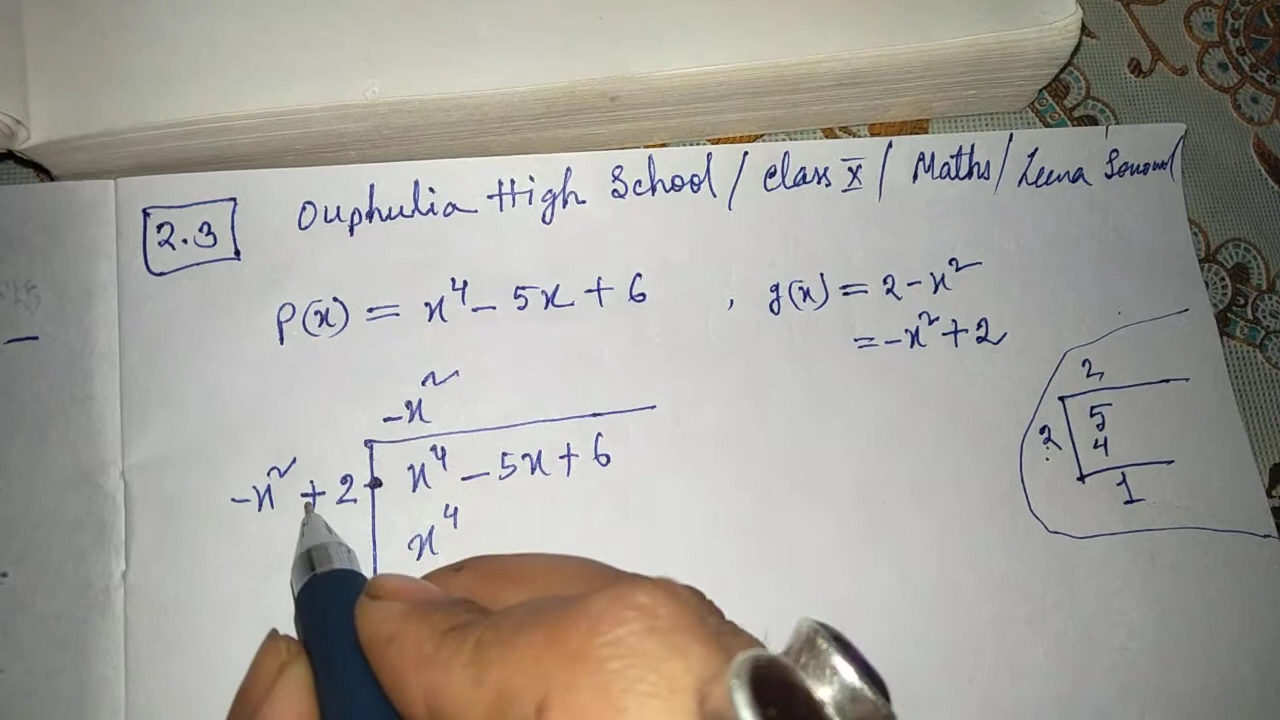 2.3 Ouphulia High School / class X / Maths / Leena Sonowal
P(x) = x⁴ - 5x + 6 , g(x) = 2 - x²
= -x² + 2
-x²
-x² + 2 x⁴ - 5x + 6
x⁴
2
2 5
4
1